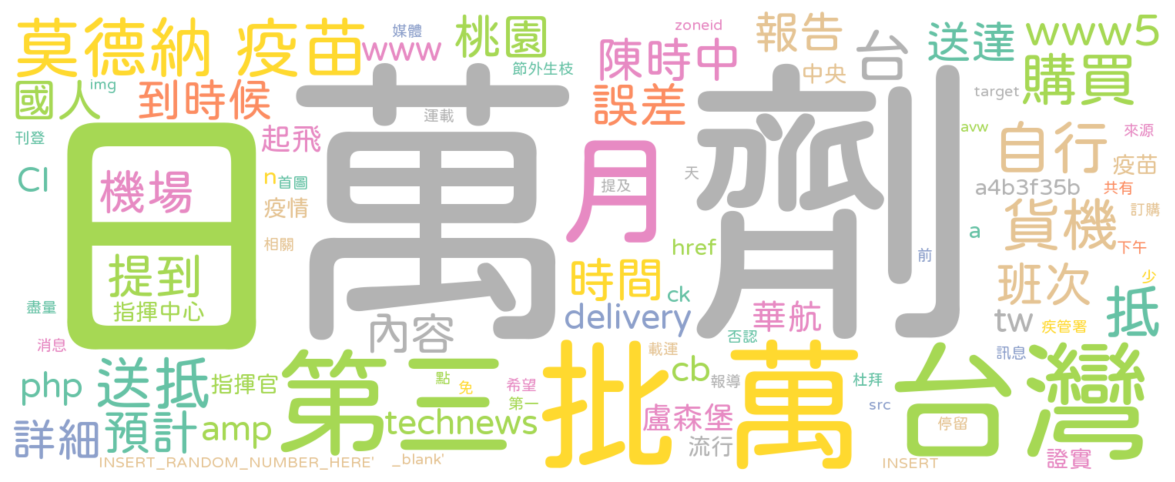 莫德納 疫苗
www
桃園
節外生枝
媒體
zoneid
陳時中
報告
中央
台
送達
www5
購買
target
img
國人
到時候
誤差
刊登
CI
日
機場
提到
指揮中心
起飛
n
首圖
疫情
相關
萬
運載
月
提及
天
劑
avw
來源
自行
疫苗
a4b3f35b
共有
訂購
貨機
下午
a
前
href
時間
ck
delivery
華航
否認
班次
少
tw
疾管署
抵
訊息
盡量
消息
內容
php
送抵
指揮官
詳細
預計
amp
第三
點
免
希望
第一
technews
批
載運
cb
報導
盧森堡
流行
萬
杜拜
src
台灣
停留
證實
INSERT_RANDOM_NUMBER_HERE'
_blank'
INSERT